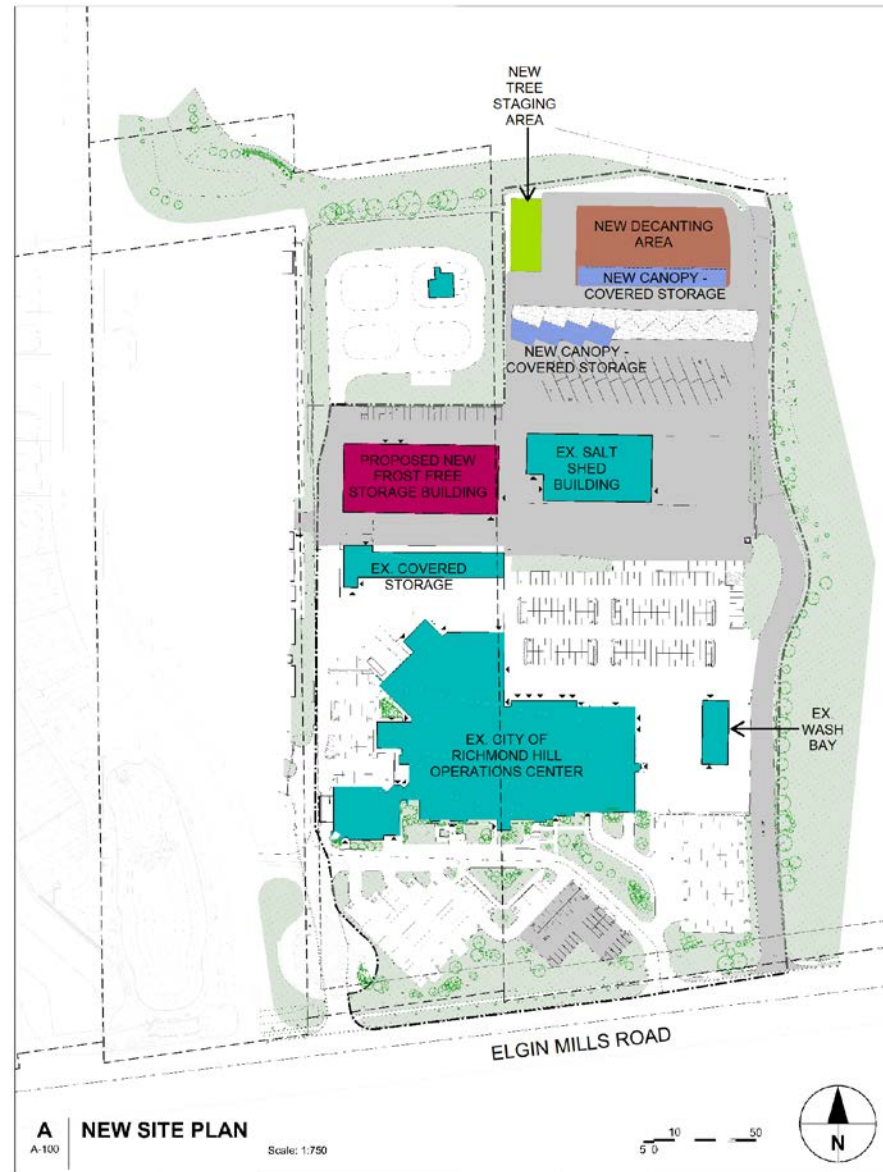 NEW
TREE
STAGING
AREA
NEW DECANTING
AREA
NEW CANOPY -
COVERED STORAGE
NEW CANOPY -
COVERED STORAGE
PROPOSED NEW
FROST FREE
STORAGE BUILDING
EX. SALT
SHED
BUILDING
EX. COVERED
STORAGE
EX. CITY OF
RICHMOND HILL
OPERATIONS CENTER
EX.
WASH
BAY
ELGIN MILLS ROAD
A
A-100
NEW SITE PLAN
Scale: 1:750
5 0 10 50
N